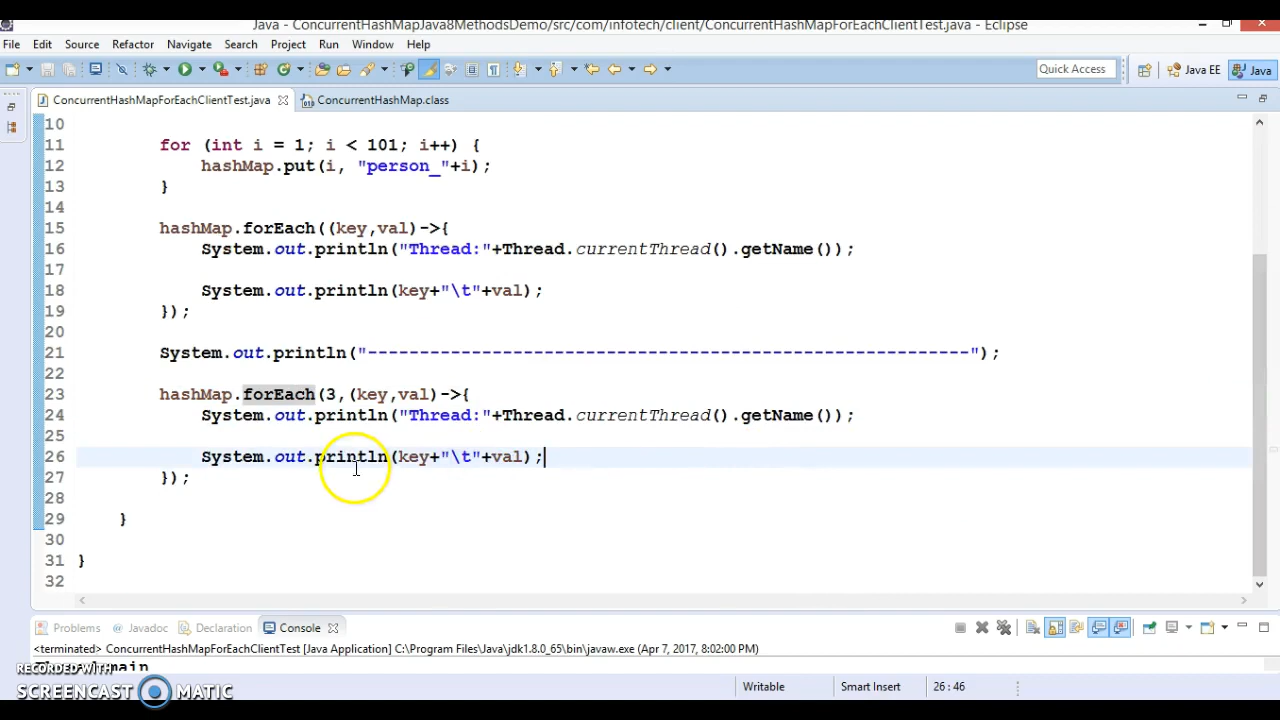 Java - ConcurrentHashMapJava8MethodsDemo/src/com/infotech/client/ConcurrentHashMapForEachClientTest.java - Eclipse
File Edit Source Refactor Navigate Search Project Run Window Help
Quick Access Java EE Java
ConcurrentHashMapForEachClientTest.java ConcurrentHashMap.class
10
11 for (int i = 1; i < 101; i++) {
12 hashMap.put(i, "person_"+i);
13 }
14
15 hashMap.forEach((key,val)->{
16 System.out.println("Thread:"+Thread.currentThread().getName());
17
18 System.out.println(key+"\t"+val);
19 });
20
21 System.out.println("----------------------------------------------------------");
22
23 hashMap.forEach(3,(key,val)->{
24 System.out.println("Thread:"+Thread.currentThread().getName());
25
26 System.out.println(key+"\t"+val);
27 });
28
29 }
30
31 }
32
Problems Javadoc Declaration Console
<terminated> ConcurrentHashMapForEachClientTest [Java Application] C:\Program Files\Java\jdk1.8.0_65\bin\javaw.exe (Apr 7, 2017, 8:02:00 PM)
main
RECORDED WITH
SCREENCAST MATIC
Writable Smart Insert 26 : 46